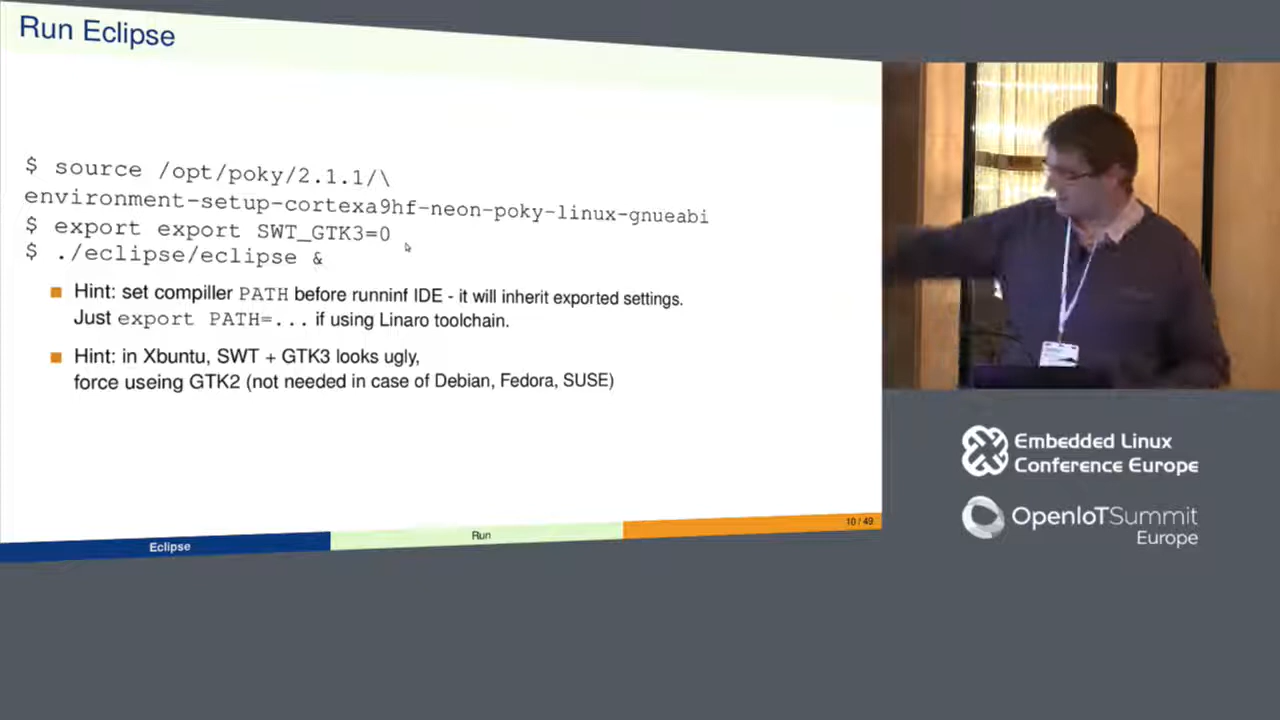 Run Eclipse
$ source /opt/poky/2.1.1/\
environment-setup-cortexa9hf-neon-poky-linux-gnueabi
$ export export SWT_GTK3=0
$ ./eclipse/eclipse &
Hint: set compiller PATH before runninf IDE - it will inherit exported settings.
Just export PATH=... if using Linaro toolchain.
Hint: in Xbuntu, SWT + GTK3 looks ugly,
force useing GTK2 (not needed in case of Debian, Fedora, SUSE)
Eclipse
Run
10 / 49
Embedded Linux
Conference Europe
OpenIoTSummit
Europe